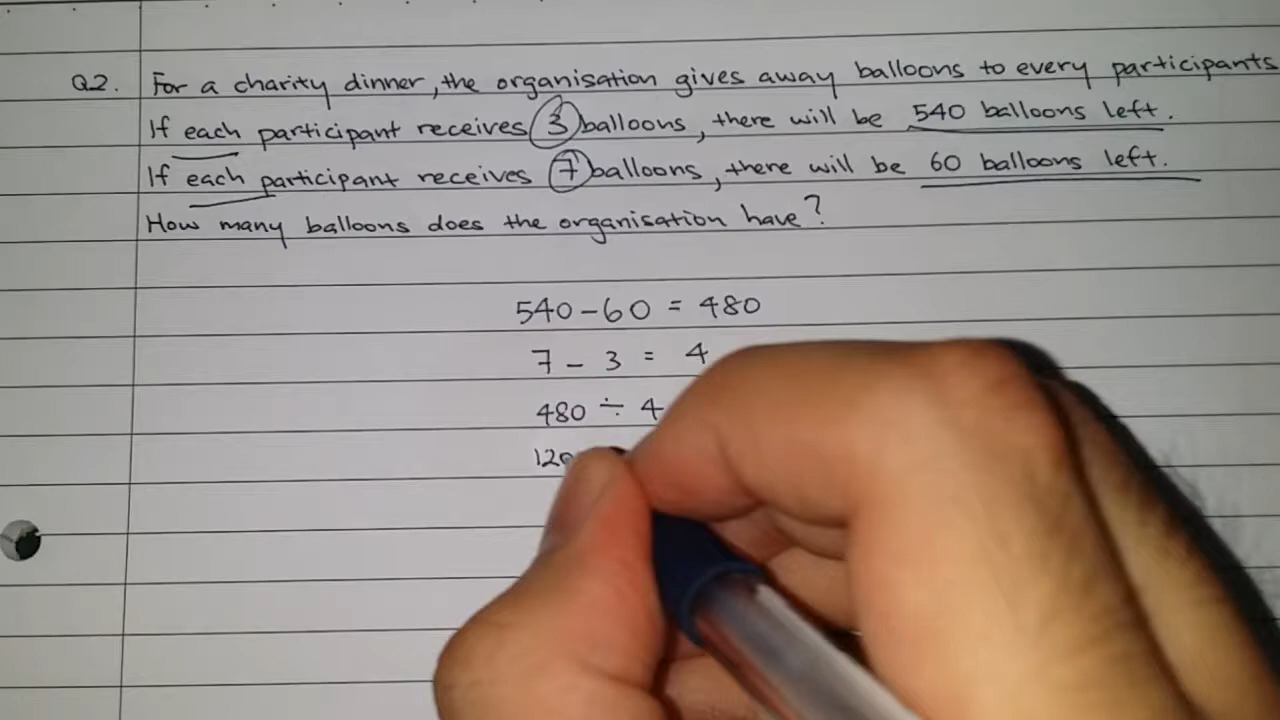 Q2. For a charity dinner, the organisation gives away balloons to every participants
If each participant receives 3 balloons, there will be 540 balloons left.
If each participant receives 7 balloons, there will be 60 balloons left.
How many balloons does the organisation have?
540 - 60 = 480
7 - 3 = 4
480 ÷ 4
120